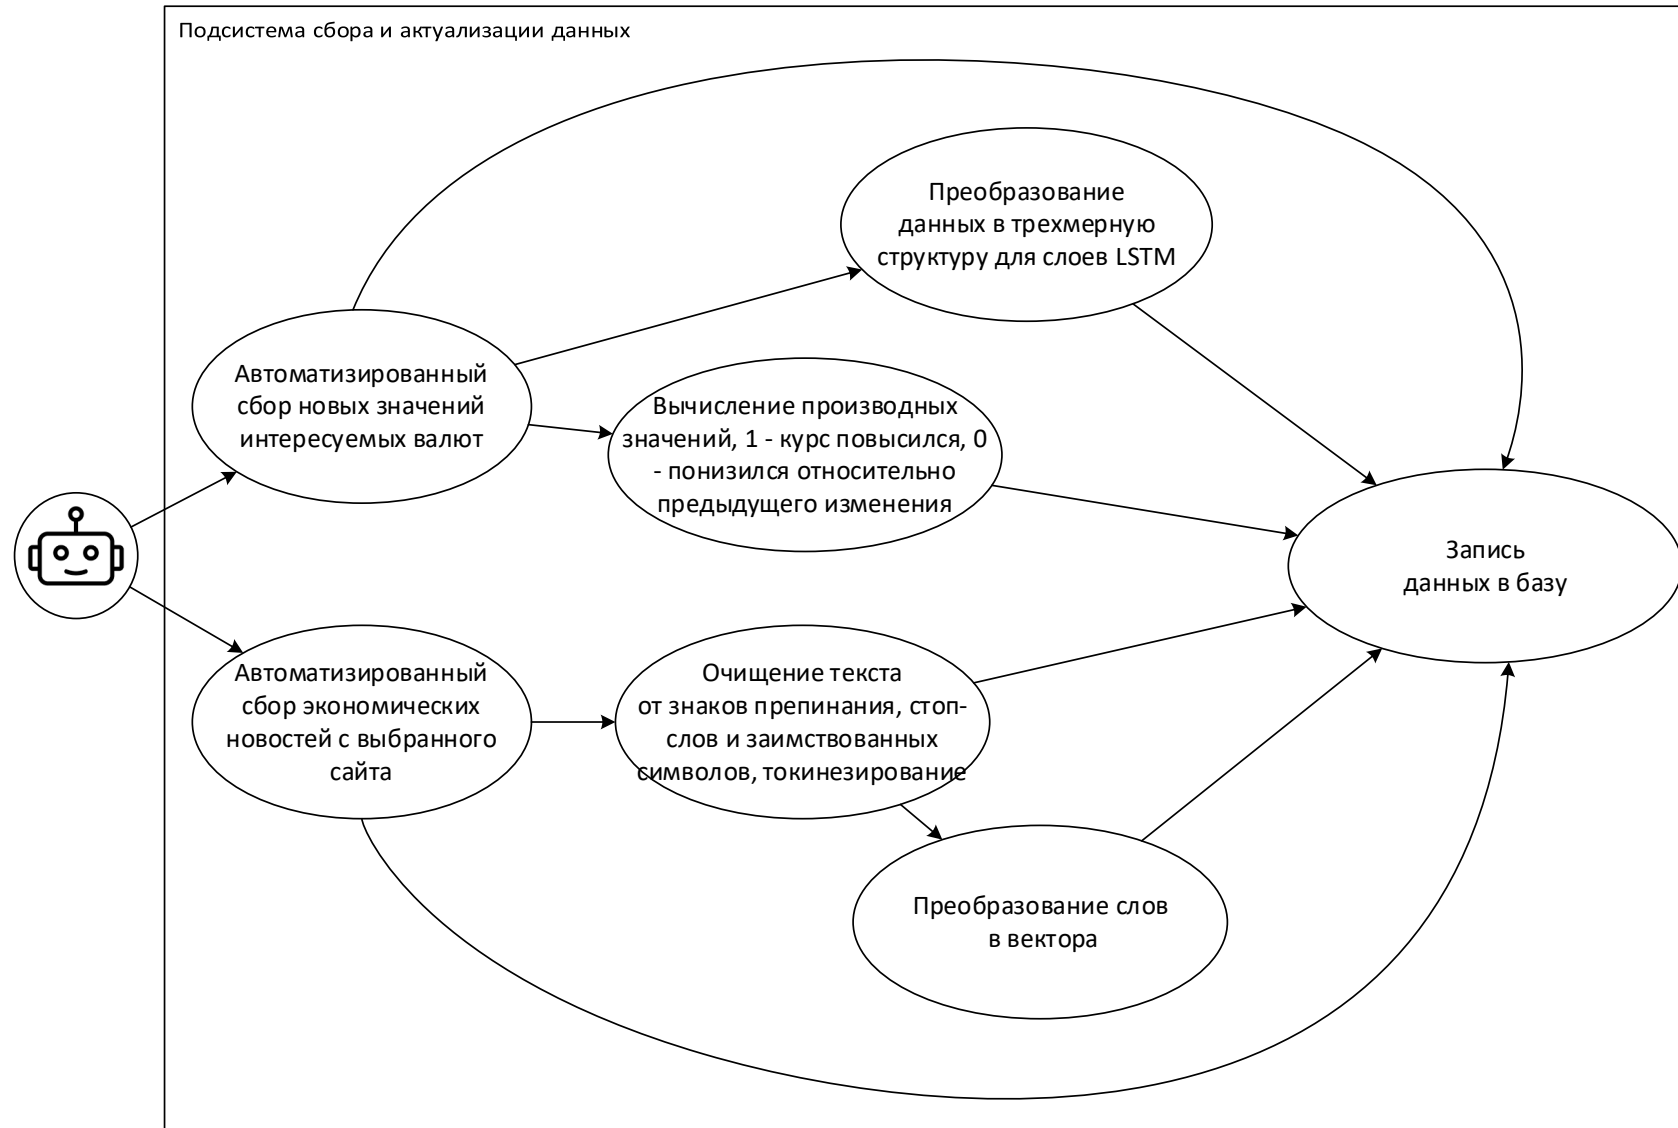 Подсистема сбора и актуализации данных
Преобразование
данных в трехмерную
структуру для слоев LSTM
Автоматизированный
сбор новых значений
интересуемых валют
Вычисление производных
значений, 1 - курс повысился, 0
- понизился относительно
предыдущего изменения
Запись
данных в базу
Автоматизированный
сбор экономических
новостей с выбранного
сайта
Очищение текста
от знаков препинания, стоп-
слов и заимствованных
символов, токинезирование
Преобразование слов
в вектора